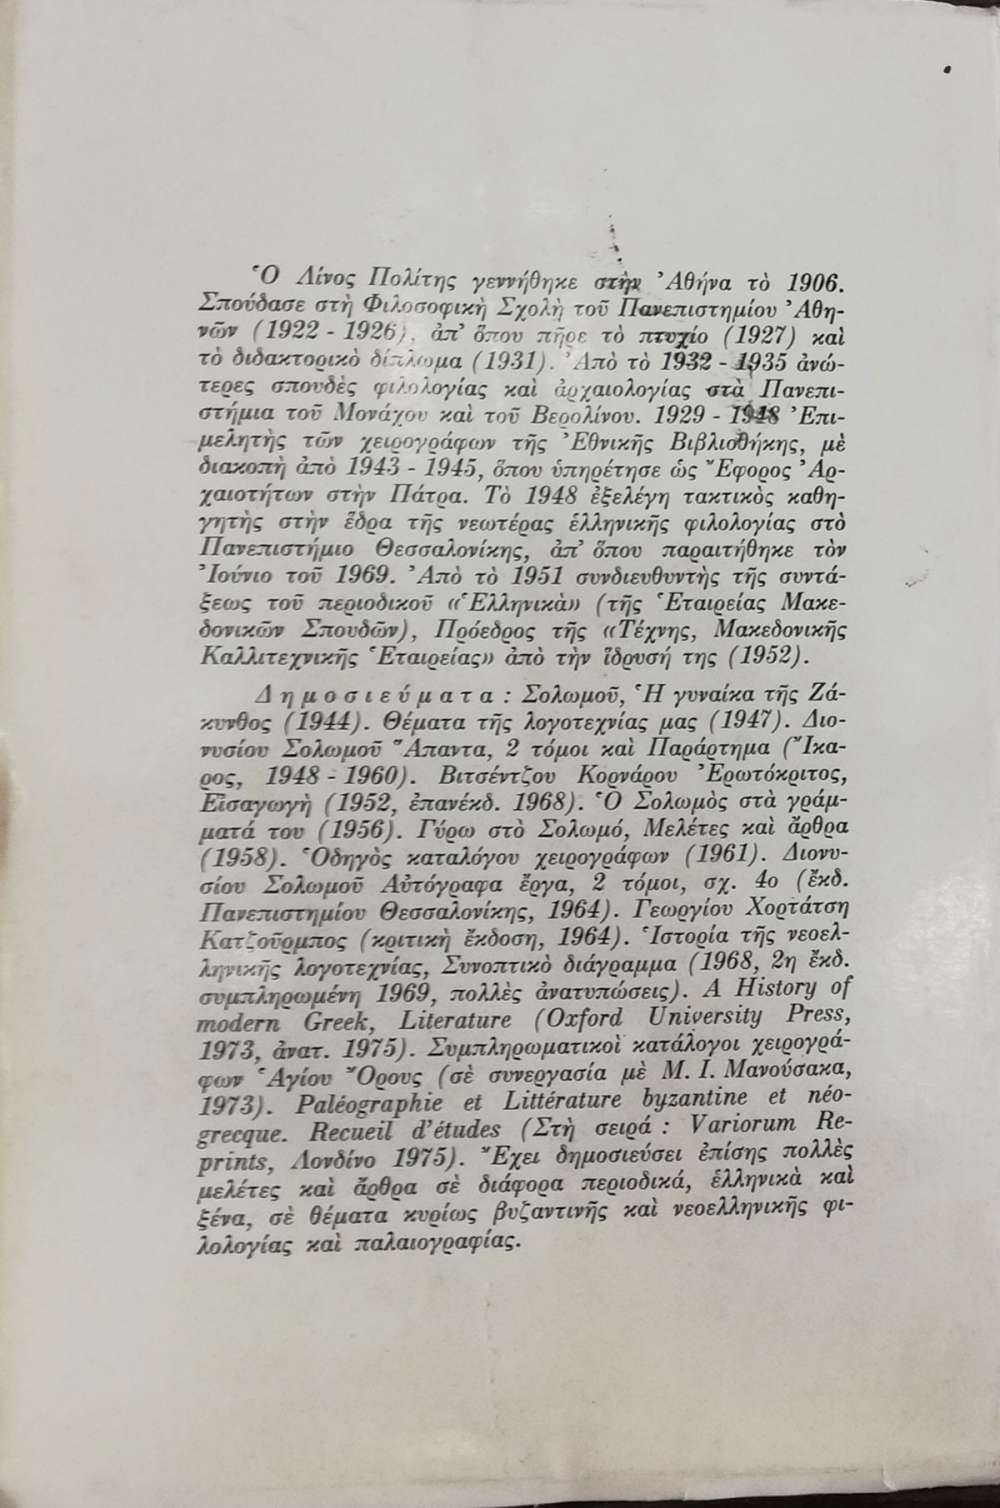 Ὁ Λίνος Πολίτης γεννήθηκε στὴν Ἀθήνα τὸ 1906.
Σπούδασε στὴ Φιλοσοφικὴ Σχολὴ τοῦ Πανεπιστημίου Ἀθη-
νῶν (1922 - 1926), ἀπ' ὅπου πῆρε τὸ πτυχίο (1927) καὶ
τὸ διδακτορικὸ δίπλωμα (1931). Ἀπὸ τὸ 1932 - 1935 ἀνώ-
τερες σπουδὲς φιλολογίας καὶ ἀρχαιολογίας στὰ Πανεπι-
στήμια τοῦ Μονάχου καὶ τοῦ Βερολίνου. 1929 - 1948 Ἐπι-
μελητὴς τῶν χειρογράφων τῆς Ἐθνικῆς Βιβλιοθήκης, μὲ
διακοπὴ ἀπὸ 1943 - 1945, ὅπου ὑπηρέτησε ὡς Ἔφορος Ἀρ-
χαιοτήτων στὴν Πάτρα. Τὸ 1948 ἐξελέγη τακτικὸς καθη-
γητὴς στὴν ἕδρα τῆς νεωτέρας ἑλληνικῆς φιλολογίας στὸ
Πανεπιστήμιο Θεσσαλονίκης, ἀπ' ὅπου παραιτήθηκε τὸν
Ἰούνιο τοῦ 1969. Ἀπὸ τὸ 1951 συνδιευθυντὴς τῆς συντά-
ξεως τοῦ περιοδικοῦ «Ἑλληνικὰ» (τῆς Ἑταιρείας Μακε-
δονικῶν Σπουδῶν), Πρόεδρος τῆς «Τέχνης, Μακεδονικῆς
Καλλιτεχνικῆς Ἑταιρείας» ἀπὸ τὴν ἵδρυσή της (1952).
Δημοσιεύματα : Σολωμοῦ, Ἡ γυναίκα τῆς Ζά-
κυνθος (1944). Θέματα τῆς λογοτεχνίας μας (1947). Διο-
νυσίου Σολωμοῦ Ἅπαντα, 2 τόμοι καὶ Παράρτημα (Ἴκα-
ρος, 1948 - 1960). Βιτσέντζου Κορνάρου Ἐρωτόκριτος,
Εἰσαγωγὴ (1952, ἐπανέκδ. 1968). Ὁ Σολωμὸς στὰ γράμ-
ματά του (1956). Γύρω στὸ Σολωμό, Μελέτες καὶ ἄρθρα
(1958). Ὁδηγὸς καταλόγου χειρογράφων (1961). Διονυ-
σίου Σολωμοῦ Αὐτόγραφα ἔργα, 2 τόμοι, σχ. 4ο (ἔκδ.
Πανεπιστημίου Θεσσαλονίκης, 1964). Γεωργίου Χορτάτση
Κατζοῦρμπος (κριτικὴ ἔκδοση, 1964). Ἱστορία τῆς νεοελ-
ληνικῆς λογοτεχνίας, Συνοπτικὸ διάγραμμα (1968, 2η ἔκδ.
συμπληρωμένη 1969, πολλὲς ἀνατυπώσεις). A History of
modern Greek, Literature (Oxford University Press,
1973, ἀνατ. 1975). Συμπληρωματικοὶ κατάλογοι χειρογρά-
φων Ἁγίου Ὄρους (σὲ συνεργασία μὲ Μ. Ι. Μανούσακα,
1973). Paléographie et Littérature byzantine et néo-
grecque. Recueil d'études (Στὴ σειρά : Variorum Re-
prints, Λονδίνο 1975). Ἔχει δημοσιεύσει ἐπίσης πολλὲς
μελέτες καὶ ἄρθρα σὲ διάφορα περιοδικά, ἑλληνικὰ καὶ
ξένα, σὲ θέματα κυρίως βυζαντινῆς καὶ νεοελληνικῆς φι-
λολογίας καὶ παλαιογραφίας.